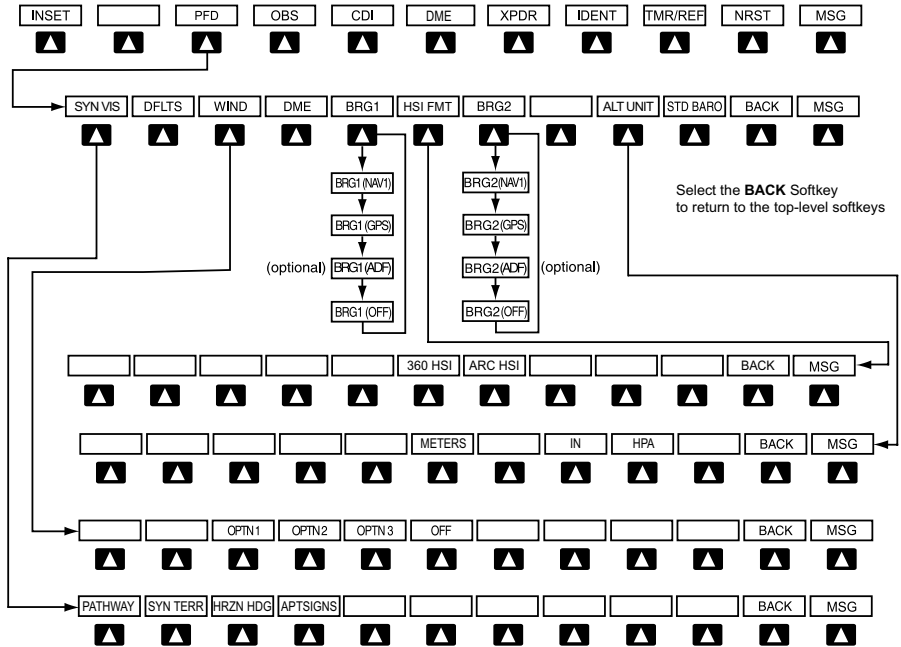 INSET PFD OBS CDI DME XPDR IDENT TMR/REF NRST MSG
SYN VIS DFLTS WIND DME BRG1 HSI FMT BRG2 ALT UNIT STD BARO BACK MSG
BRG1(NAV1) BRG2(NAV1)
Select the BACK Softkey
to return to the top-level softkeys
BRG1(GPS) BRG2(GPS)
(optional) BRG1(ADF) BRG2(ADF) (optional)
BRG1(OFF) BRG2(OFF)
360 HSI ARC HSI BACK MSG
METERS IN HPA BACK MSG
OPTN 1 OPTN 2 OPTN 3 OFF BACK MSG
PATHWAY SYN TERR HRZN HDG APTSIGNS BACK MSG